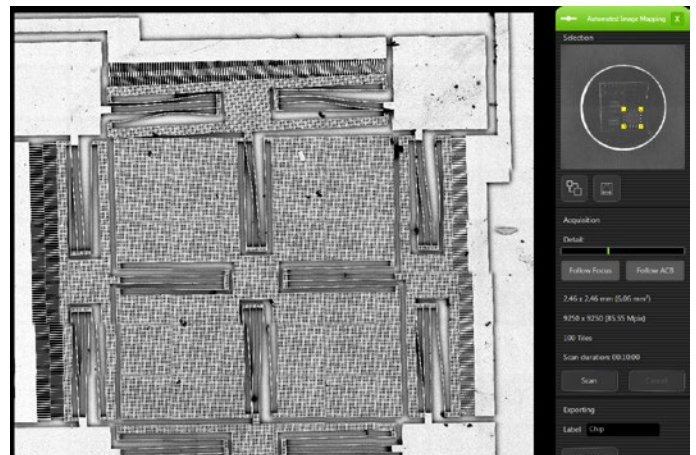 Automated Image Mapping X
Selection
Acquisition
Detail:
Follow Focus Follow ACB
2.46 x 2.46 mm (6.06 mm²)
9250 x 9250 (85.55 Mpix)
100 Tiles
Scan duration: 00:10:00
Scan Cancel
Exporting
Label Chip